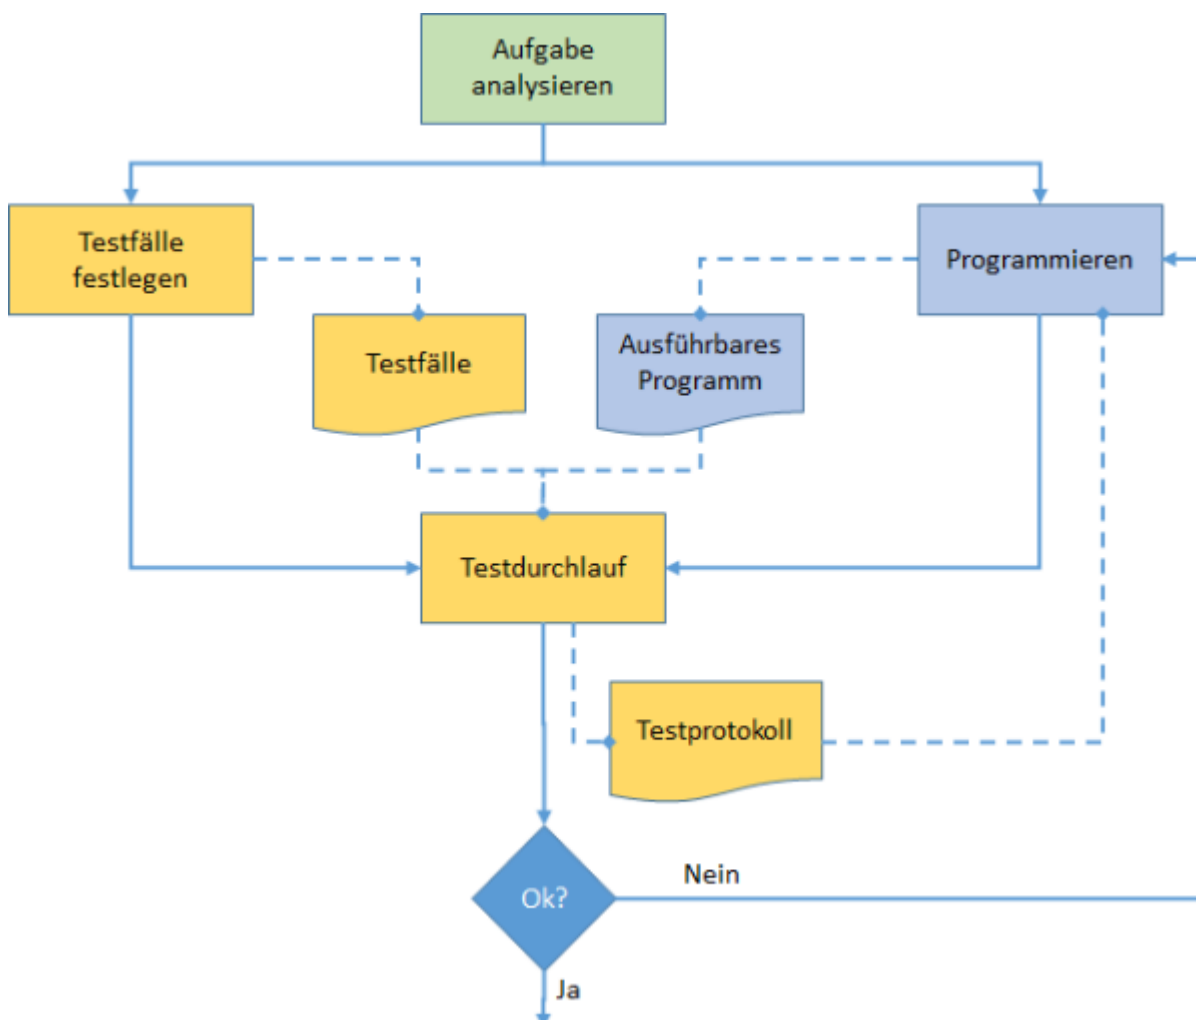 Aufgabe
analysieren
Testfälle
festlegen
Programmieren
Testfälle
Ausführbares
Programm
Testdurchlauf
Testprotokoll
Nein
Ok?
Ja